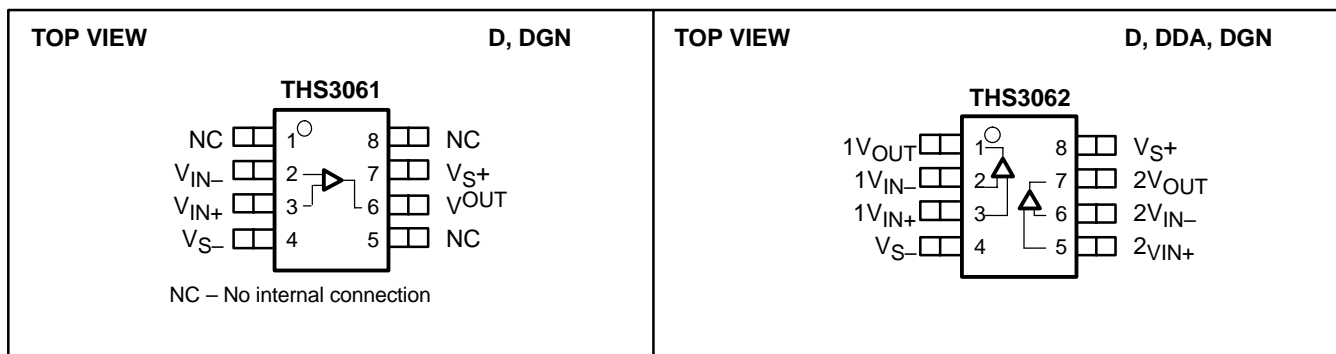 TOP VIEW D, DGN
THS3061
NC 1 8 NC
VIN– 2 7 VS+
VIN+ 3 6 VOUT
VS– 4 5 NC
NC – No internal connection
TOP VIEW D, DDA, DGN
THS3062
1VOUT 1 8 VS+
1VIN– 2 7 2VOUT
1VIN+ 3 6 2VIN–
VS– 4 5 2VIN+